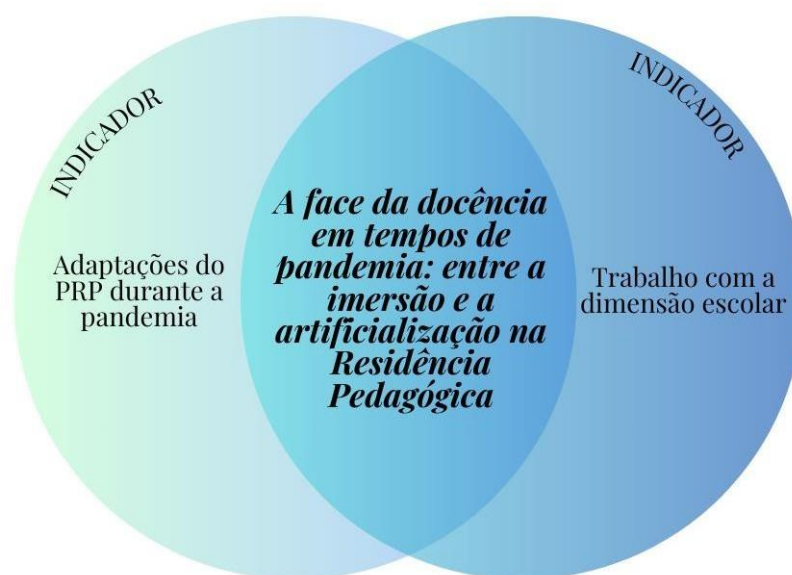 INDICADOR
Adaptações do
PRP durante a
pandemia
A face da docência
em tempos de
pandemia: entre a
imersão e a
artificialização na
Residência
Pedagógica
INDICADOR
Trabalho com a
dimensão escolar